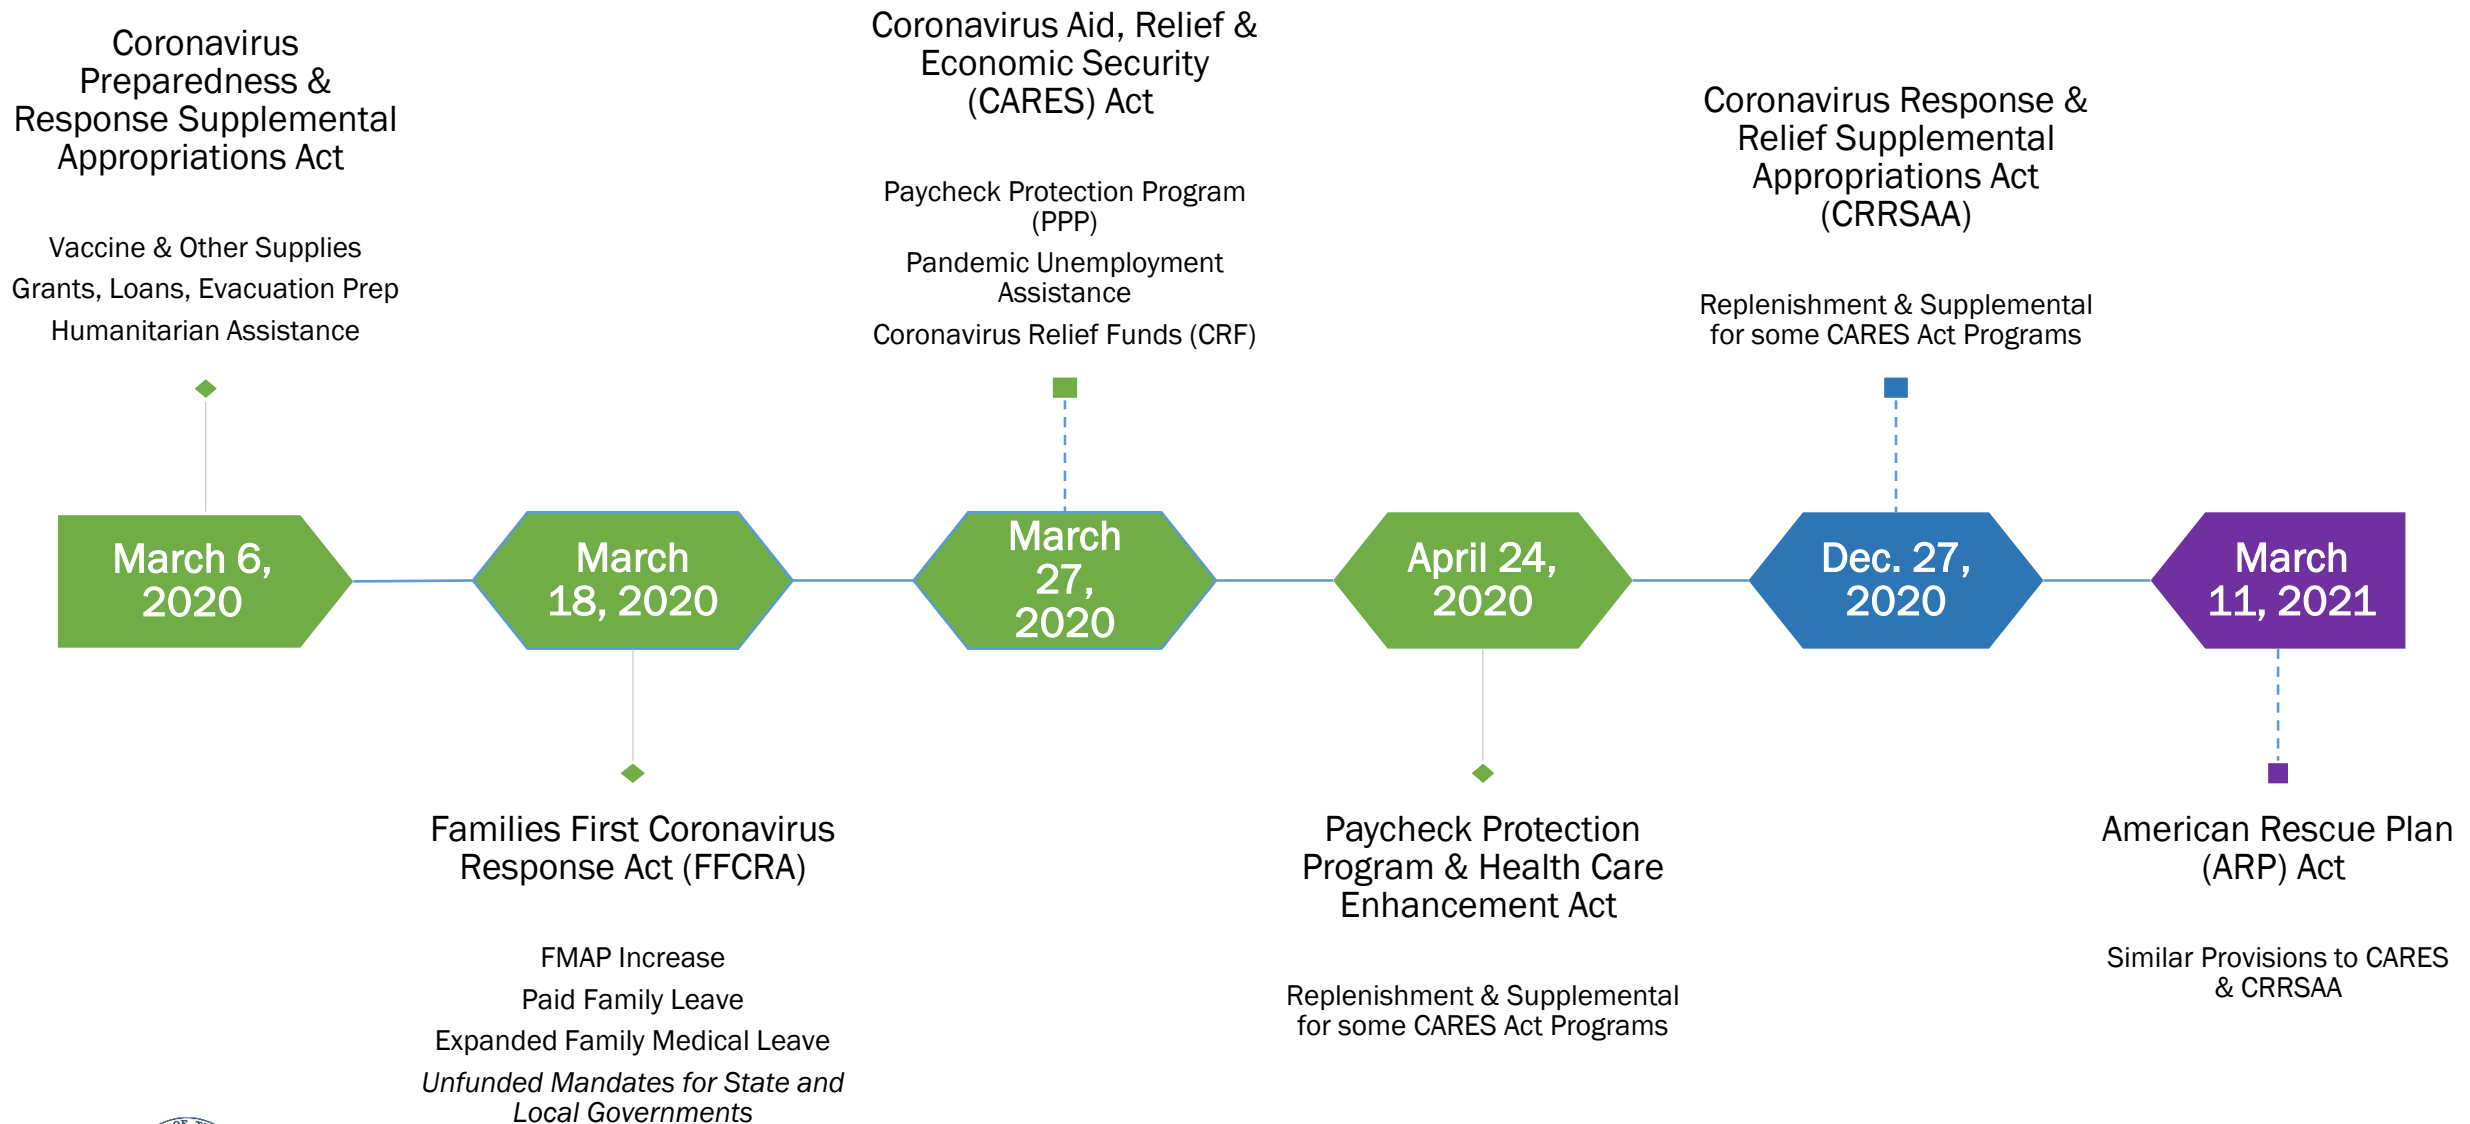 Coronavirus
Preparedness &
Response Supplemental
Appropriations Act
Vaccine & Other Supplies
Grants, Loans, Evacuation Prep
Humanitarian Assistance
Coronavirus Aid, Relief &
Economic Security
(CARES) Act
Paycheck Protection Program
(PPP)
Pandemic Unemployment
Assistance
Coronavirus Relief Funds (CRF)
Coronavirus Response &
Relief Supplemental
Appropriations Act
(CRRSAA)
Replenishment & Supplemental
for some CARES Act Programs
March 6,
2020
March
18, 2020
March
27,
2020
April 24,
2020
Dec. 27,
2020
March
11, 2021
Families First Coronavirus
Response Act (FFCRA)
FMAP Increase
Paid Family Leave
Expanded Family Medical Leave
Unfunded Mandates for State and
Local Governments
Paycheck Protection
Program & Health Care
Enhancement Act
Replenishment & Supplemental
for some CARES Act Programs
American Rescue Plan
(ARP) Act
Similar Provisions to CARES
& CRRSAA